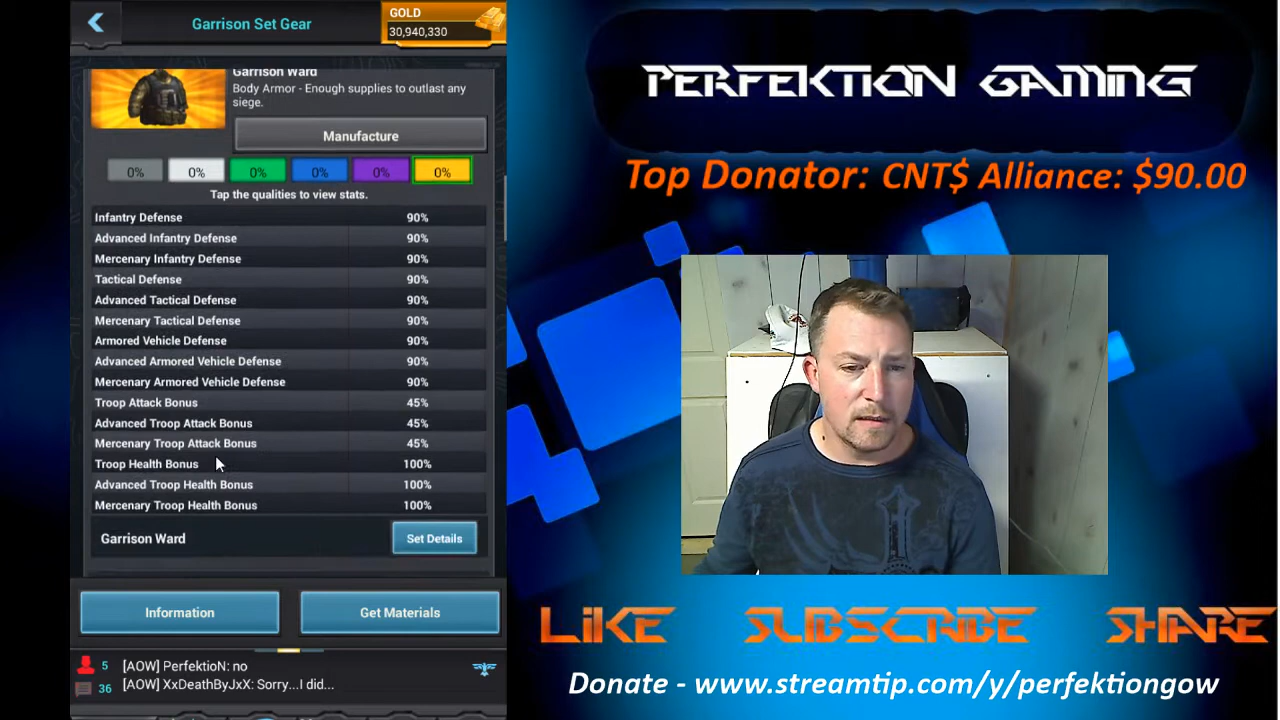 Garrison Set Gear
GOLD
30,940,330
Garrison Ward
Body Armor - Enough supplies to outlast any
siege.
Manufacture
0% 0% 0% 0% 0% 0%
Tap the qualities to view stats.
Infantry Defense 90%
Advanced Infantry Defense 90%
Mercenary Infantry Defense 90%
Tactical Defense 90%
Advanced Tactical Defense 90%
Mercenary Tactical Defense 90%
Armored Vehicle Defense 90%
Advanced Armored Vehicle Defense 90%
Mercenary Armored Vehicle Defense 90%
Troop Attack Bonus 45%
Advanced Troop Attack Bonus 45%
Mercenary Troop Attack Bonus 45%
Troop Health Bonus 100%
Advanced Troop Health Bonus 100%
Mercenary Troop Health Bonus 100%
Garrison Ward
Set Details
Information
Get Materials
5 [AOW] PerfektioN: no
36 [AOW] XxDeathByJxX: Sorry...I did...
PERFEKTION GAMING
Top Donator: CNT$ Alliance: $90.00
LIKE SUBSCRIBE SHARE
Donate - www.streamtip.com/y/perfektiongow